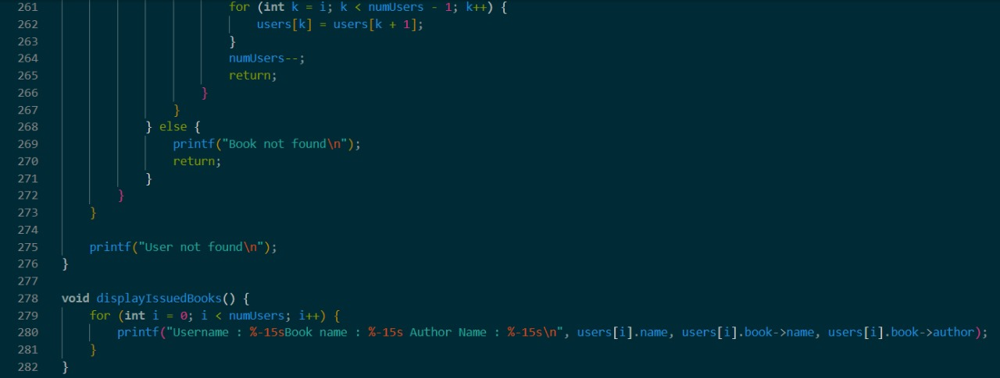 261                         for (int k = i; k < numUsers - 1; k++) {
262                             users[k] = users[k + 1];
263                         }
264                         numUsers--;
265                         return;
266                     }
267                 }
268             } else {
269                 printf("Book not found\n");
270                 return;
271             }
272         }
273     }
274
275     printf("User not found\n");
276 }
277
278 void displayIssuedBooks() {
279     for (int i = 0; i < numUsers; i++) {
280         printf("Username : %-15sBook name : %-15s Author Name : %-15s\n", users[i].name, users[i].book->name, users[i].book->author);
281     }
282 }